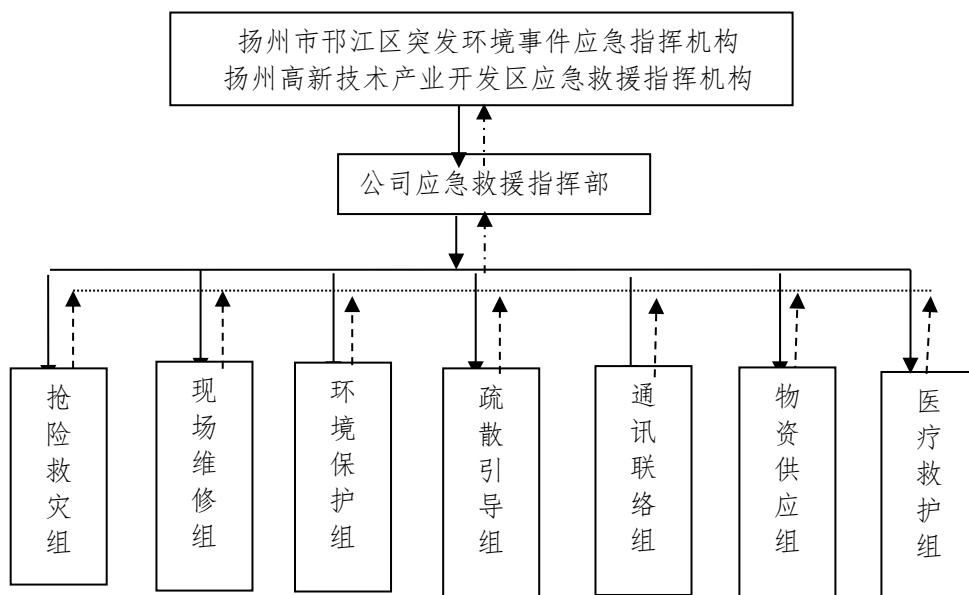 扬州市邗江区突发环境事件应急指挥机构
扬州高新技术产业开发区应急救援指挥机构
公司应急救援指挥部
抢险救灾组
现场维修组
环境保护组
疏散引导组
通讯联络组
物资供应组
医疗救护组